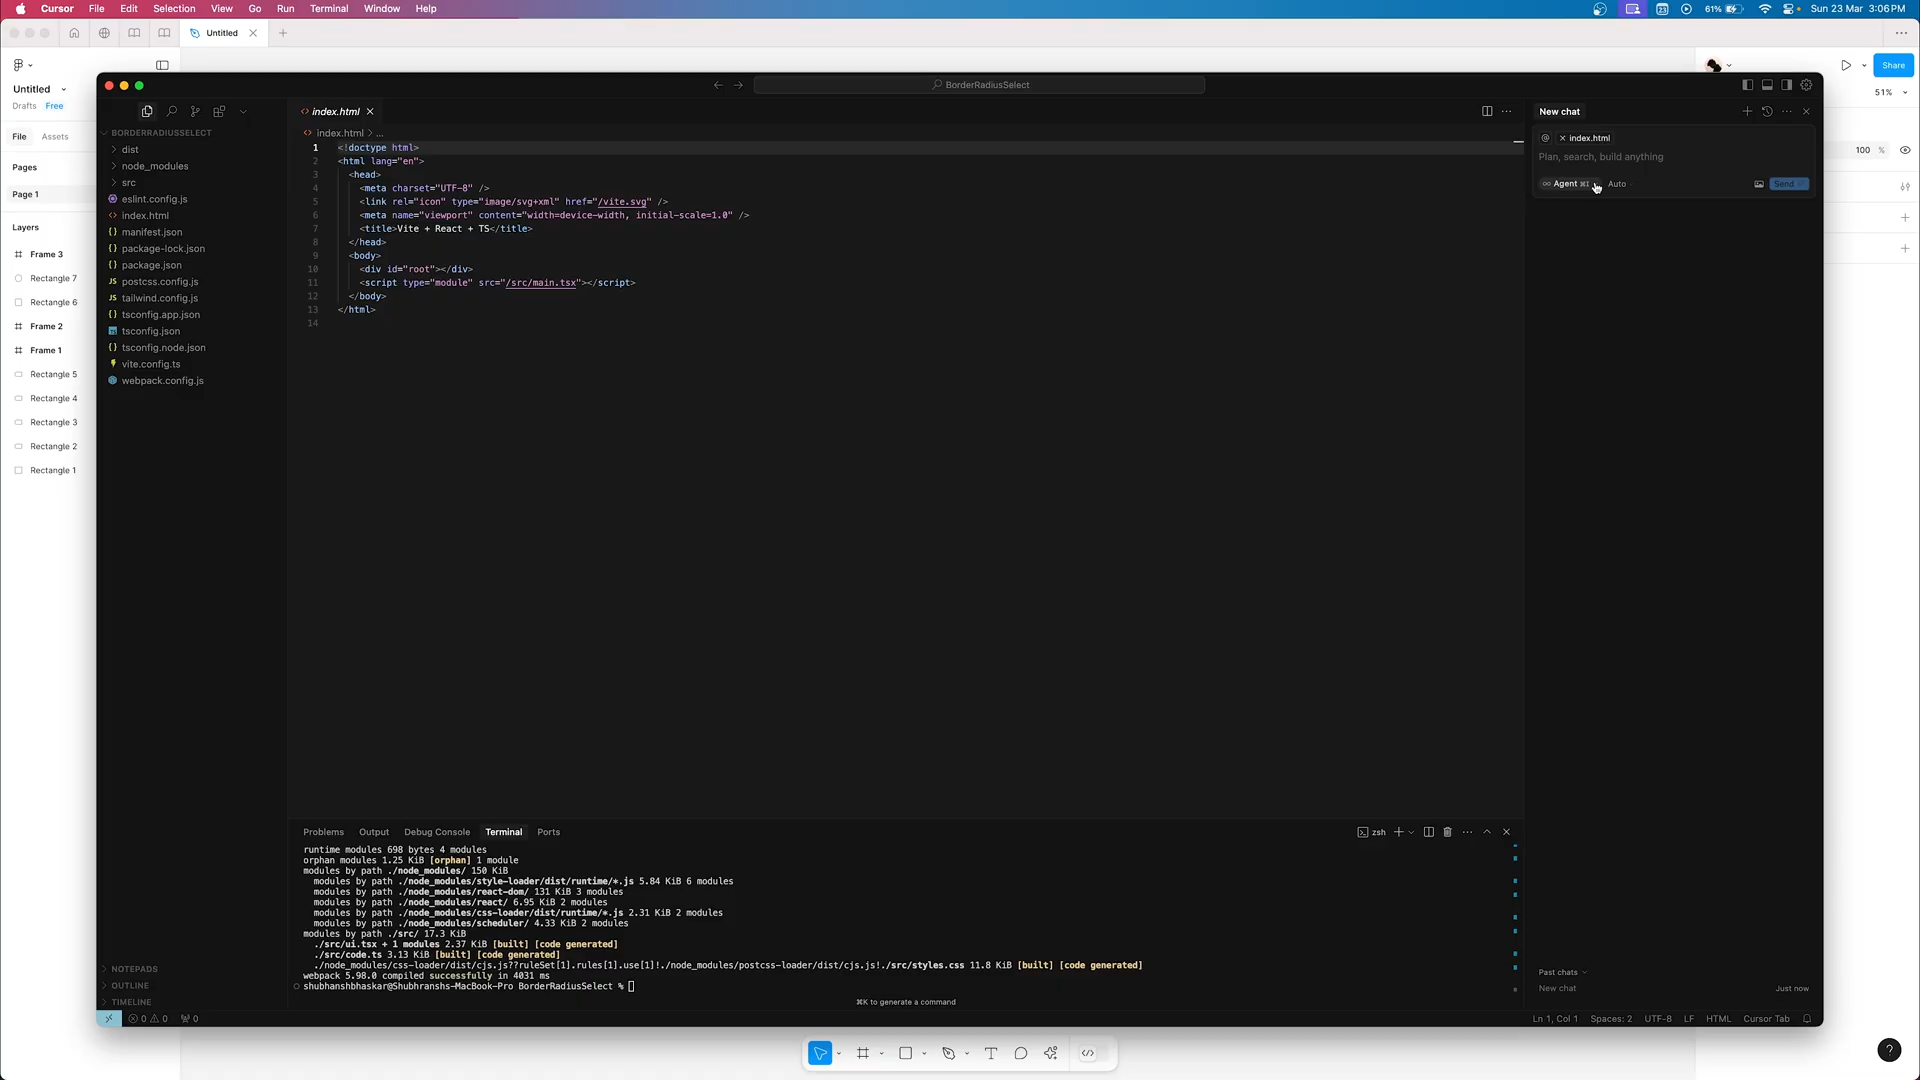 Cursor File Edit Selection View Go Run Terminal Window Help
23 61% Sun 23 Mar 3:06 PM
Untitled
Untitled
Drafts Free
Share
51%
File Assets
100 %
Pages
Page 1
Layers
Frame 3
Rectangle 7
Rectangle 6
Frame 2
Frame 1
Rectangle 5
Rectangle 4
Rectangle 3
Rectangle 2
Rectangle 1
BorderRadiusSelect
BORDERRADIUSSELECT
dist
node_modules
src
eslint.config.js
index.html
manifest.json
package-lock.json
package.json
postcss.config.js
tailwind.config.js
tsconfig.app.json
tsconfig.json
tsconfig.node.json
vite.config.ts
webpack.config.js
NOTEPADS
OUTLINE
TIMELINE
index.html
index.html > ...
1 <!doctype html>
2 <html lang="en">
3 <head>
4 <meta charset="UTF-8" />
5 <link rel="icon" type="image/svg+xml" href="/vite.svg" />
6 <meta name="viewport" content="width=device-width, initial-scale=1.0" />
7 <title>Vite + React + TS</title>
8 </head>
9 <body>
10 <div id="root"></div>
11 <script type="module" src="/src/main.tsx"></script>
12 </body>
13 </html>
14
New chat
@ × index.html
Plan, search, build anything
∞ Agent ⌘I Auto Send
Past chats
New chat Just now
Problems Output Debug Console Terminal Ports
zsh
runtime modules 698 bytes 4 modules
orphan modules 1.25 KiB [orphan] 1 module
modules by path ./node_modules/ 150 KiB
modules by path ./node_modules/style-loader/dist/runtime/*.js 5.84 KiB 6 modules
modules by path ./node_modules/react-dom/ 131 KiB 3 modules
modules by path ./node_modules/react/ 6.95 KiB 2 modules
modules by path ./node_modules/css-loader/dist/runtime/*.js 2.31 KiB 2 modules
modules by path ./node_modules/scheduler/ 4.33 KiB 2 modules
modules by path ./src/ 17.3 KiB
./src/ui.tsx + 1 modules 2.37 KiB [built] [code generated]
./src/code.ts 3.13 KiB [built] [code generated]
./node_modules/css-loader/dist/cjs.js??ruleSet[1].rules[1].use[1]!./node_modules/postcss-loader/dist/cjs.js!./src/styles.css 11.8 KiB [built] [code generated]
webpack 5.98.0 compiled successfully in 4031 ms
shubhanshbhaskar@Shubhranshs-MacBook-Pro BorderRadiusSelect %
⌘K to generate a command
0 0 0
Ln 1, Col 1 Spaces: 2 UTF-8 LF HTML Cursor Tab
?